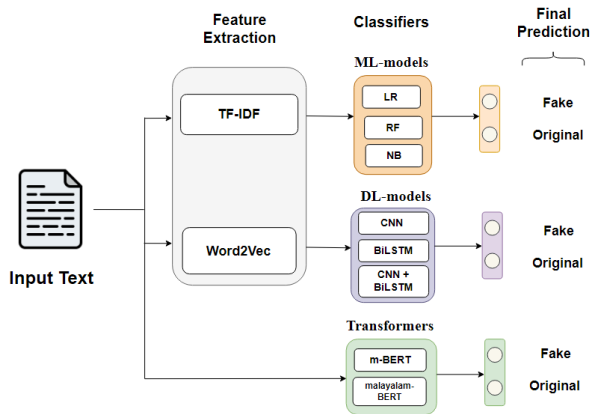 Feature
Extraction
Classifiers
Final
Prediction
ML-models
TF-IDF
LR
RF
NB
Fake
Original
Input Text
DL-models
Word2Vec
CNN
BiLSTM
CNN +
BiLSTM
Fake
Original
Transformers
m-BERT
malayalam-
BERT
Fake
Original